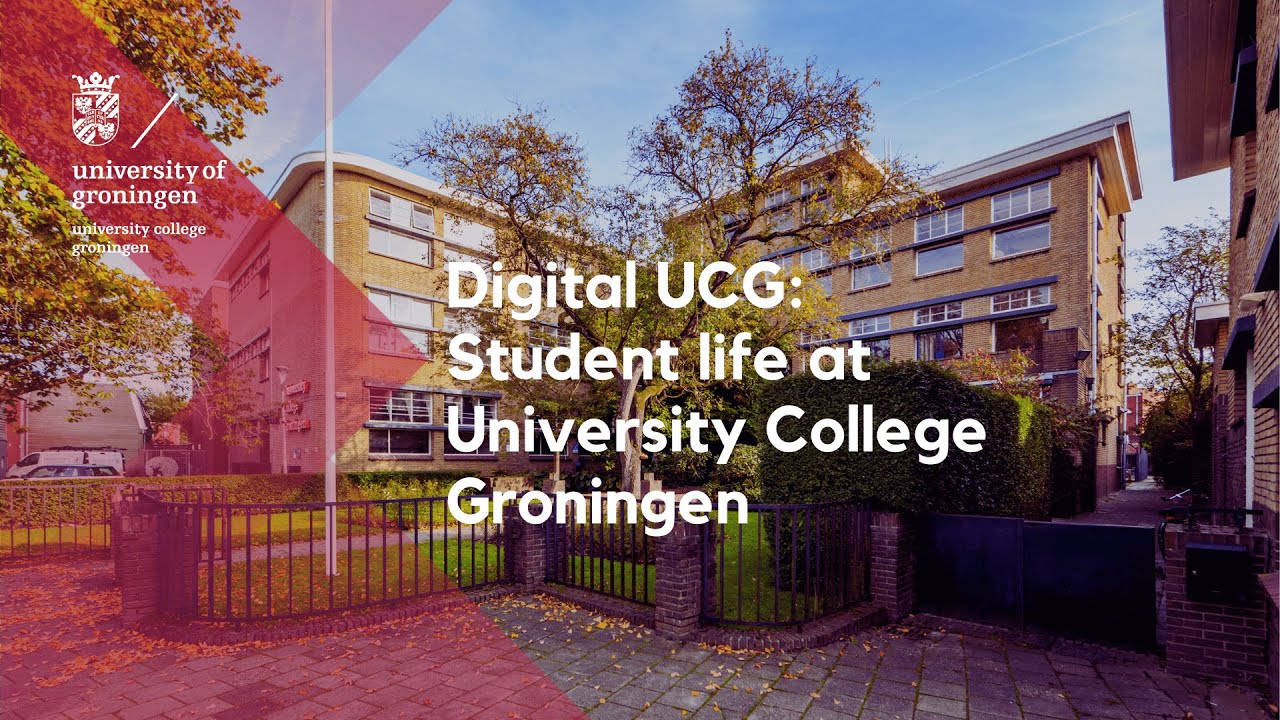 university of
groningen
university college
groningen
Digital UCG:
Student life at
University College
Groningen